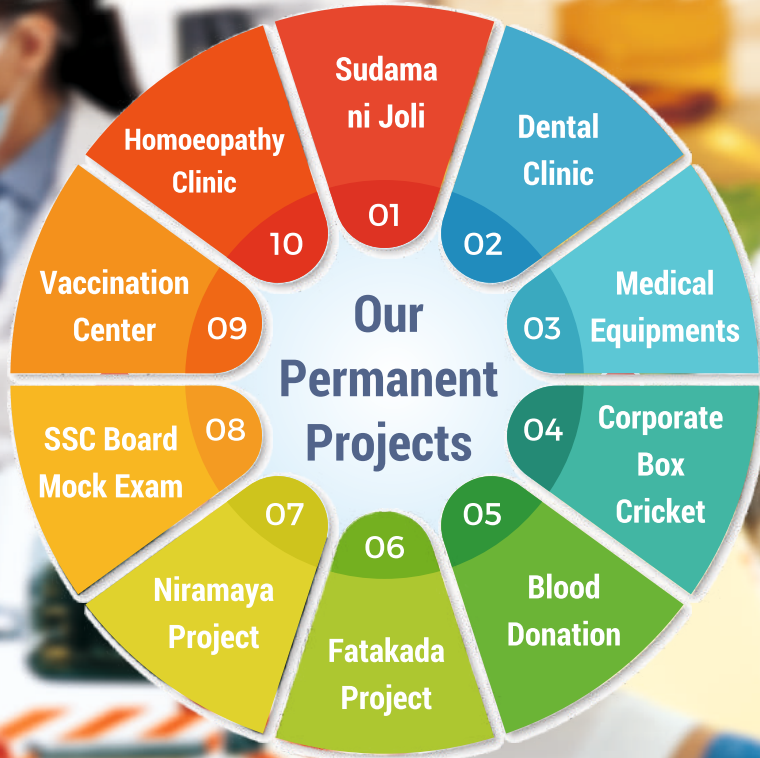 Our
Permanent
Projects
01
Sudama
ni Joli
02
Dental
Clinic
03
Medical
Equipments
04
Corporate
Box
Cricket
05
Blood
Donation
06
Fatakada
Project
07
Niramaya
Project
08
SSC Board
Mock Exam
09
Vaccination
Center
10
Homoeopathy
Clinic